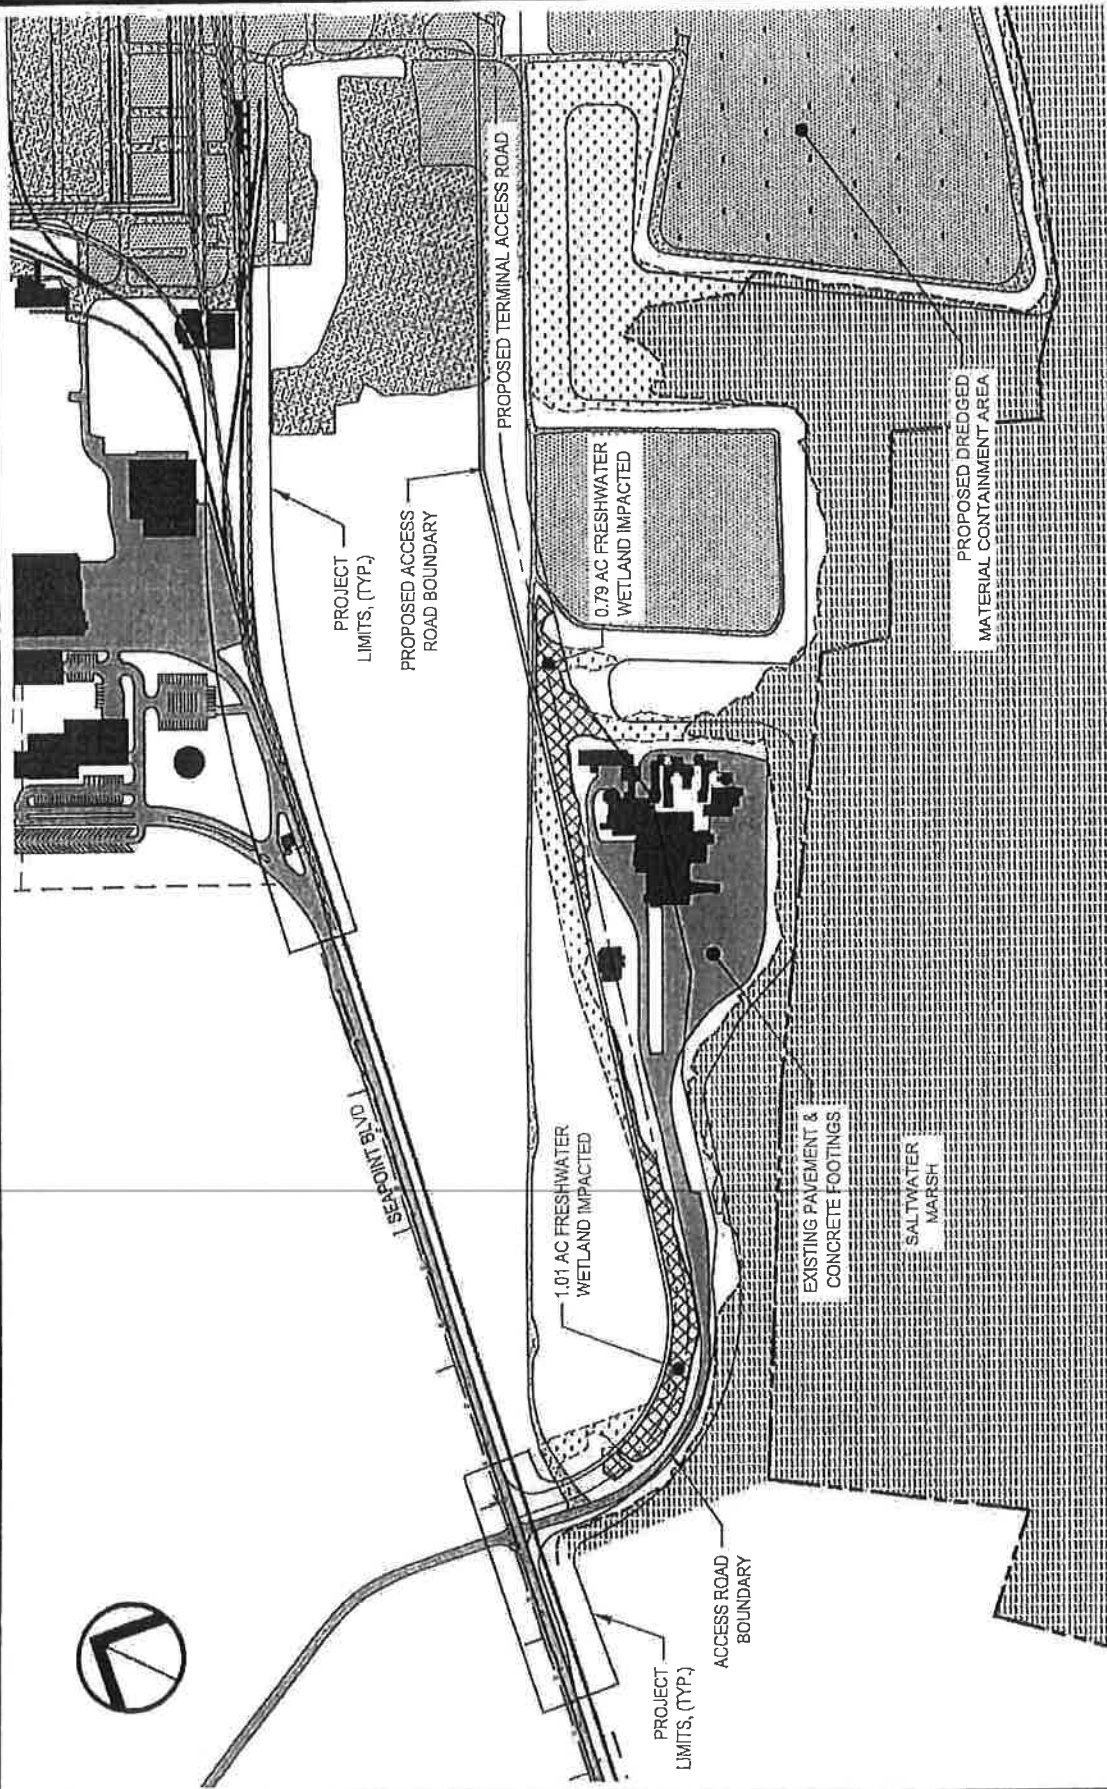 PROJECT
LIMITS, (TYP.)
ACCESS ROAD
BOUNDARY
1.01 AC FRESHWATER
WETLAND IMPACTED
SEAPOINT BLVD
EXISTING PAVEMENT &
CONCRETE FOOTINGS
SALTWATER
MARSH
PROJECT
LIMITS, (TYP.)
PROPOSED ACCESS
ROAD BOUNDARY
0.79 AC FRESHWATER
WETLAND IMPACTED
PROPOSED TERMINAL ACCESS ROAD
PROPOSED DREDGED
MATERIAL CONTAINMENT AREA